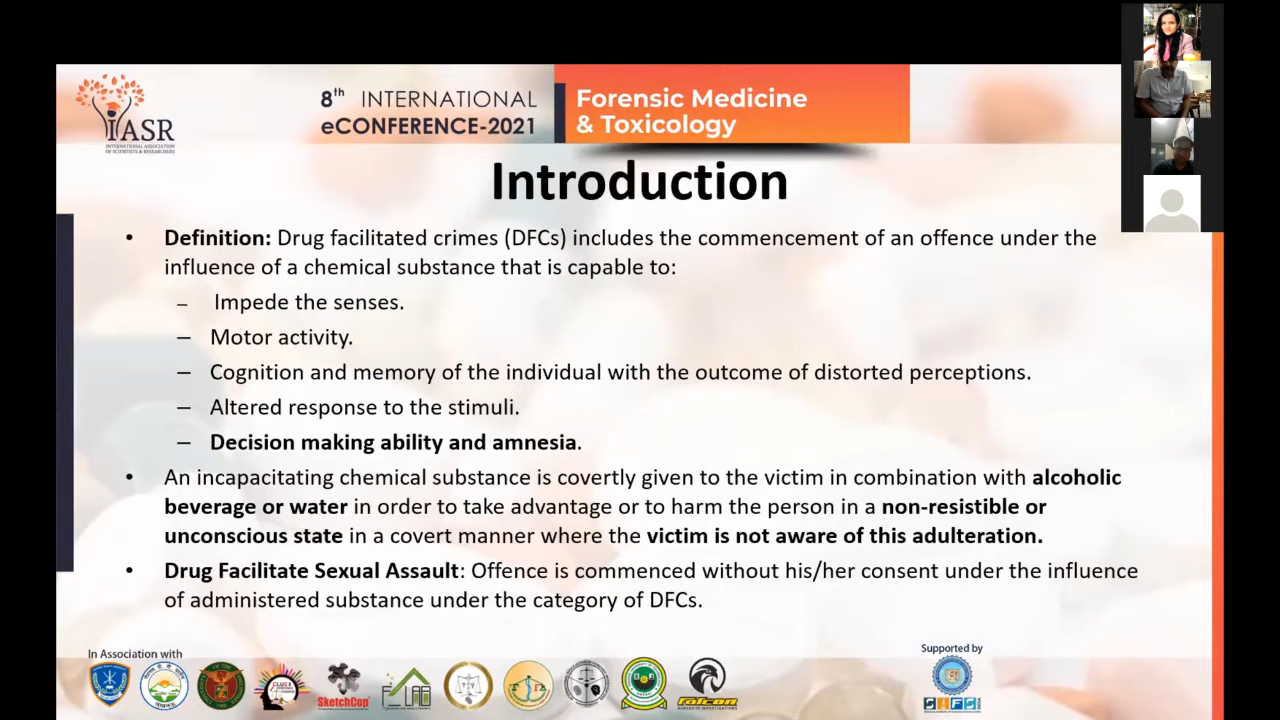 IASR
INTERNATIONAL ASSOCIATION
OF SCIENTISTS & RESEARCHERS
8th INTERNATIONAL
eCONFERENCE-2021
Forensic Medicine
& Toxicology
Introduction
• Definition: Drug facilitated crimes (DFCs) includes the commencement of an offence under the
influence of a chemical substance that is capable to:
– Impede the senses.
– Motor activity.
– Cognition and memory of the individual with the outcome of distorted perceptions.
– Altered response to the stimuli.
– Decision making ability and amnesia.
• An incapacitating chemical substance is covertly given to the victim in combination with alcoholic
beverage or water in order to take advantage or to harm the person in a non-resistible or
unconscious state in a covert manner where the victim is not aware of this adulteration.
• Drug Facilitate Sexual Assault: Offence is commenced without his/her consent under the influence
of administered substance under the category of DFCs.
In Association with
SketchCop
LAB
FALCON
BUREAU OF INVESTIGATIONS
Supported by
SIFS